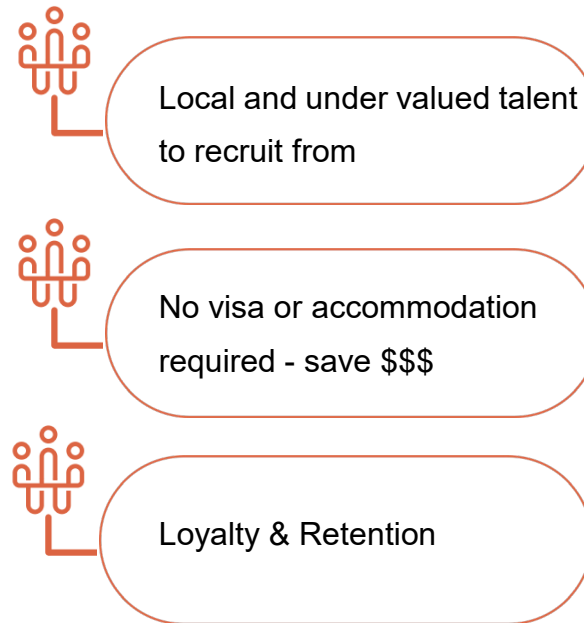 Local and under valued talent
to recruit from
No visa or accommodation
required - save $$$
Loyalty & Retention